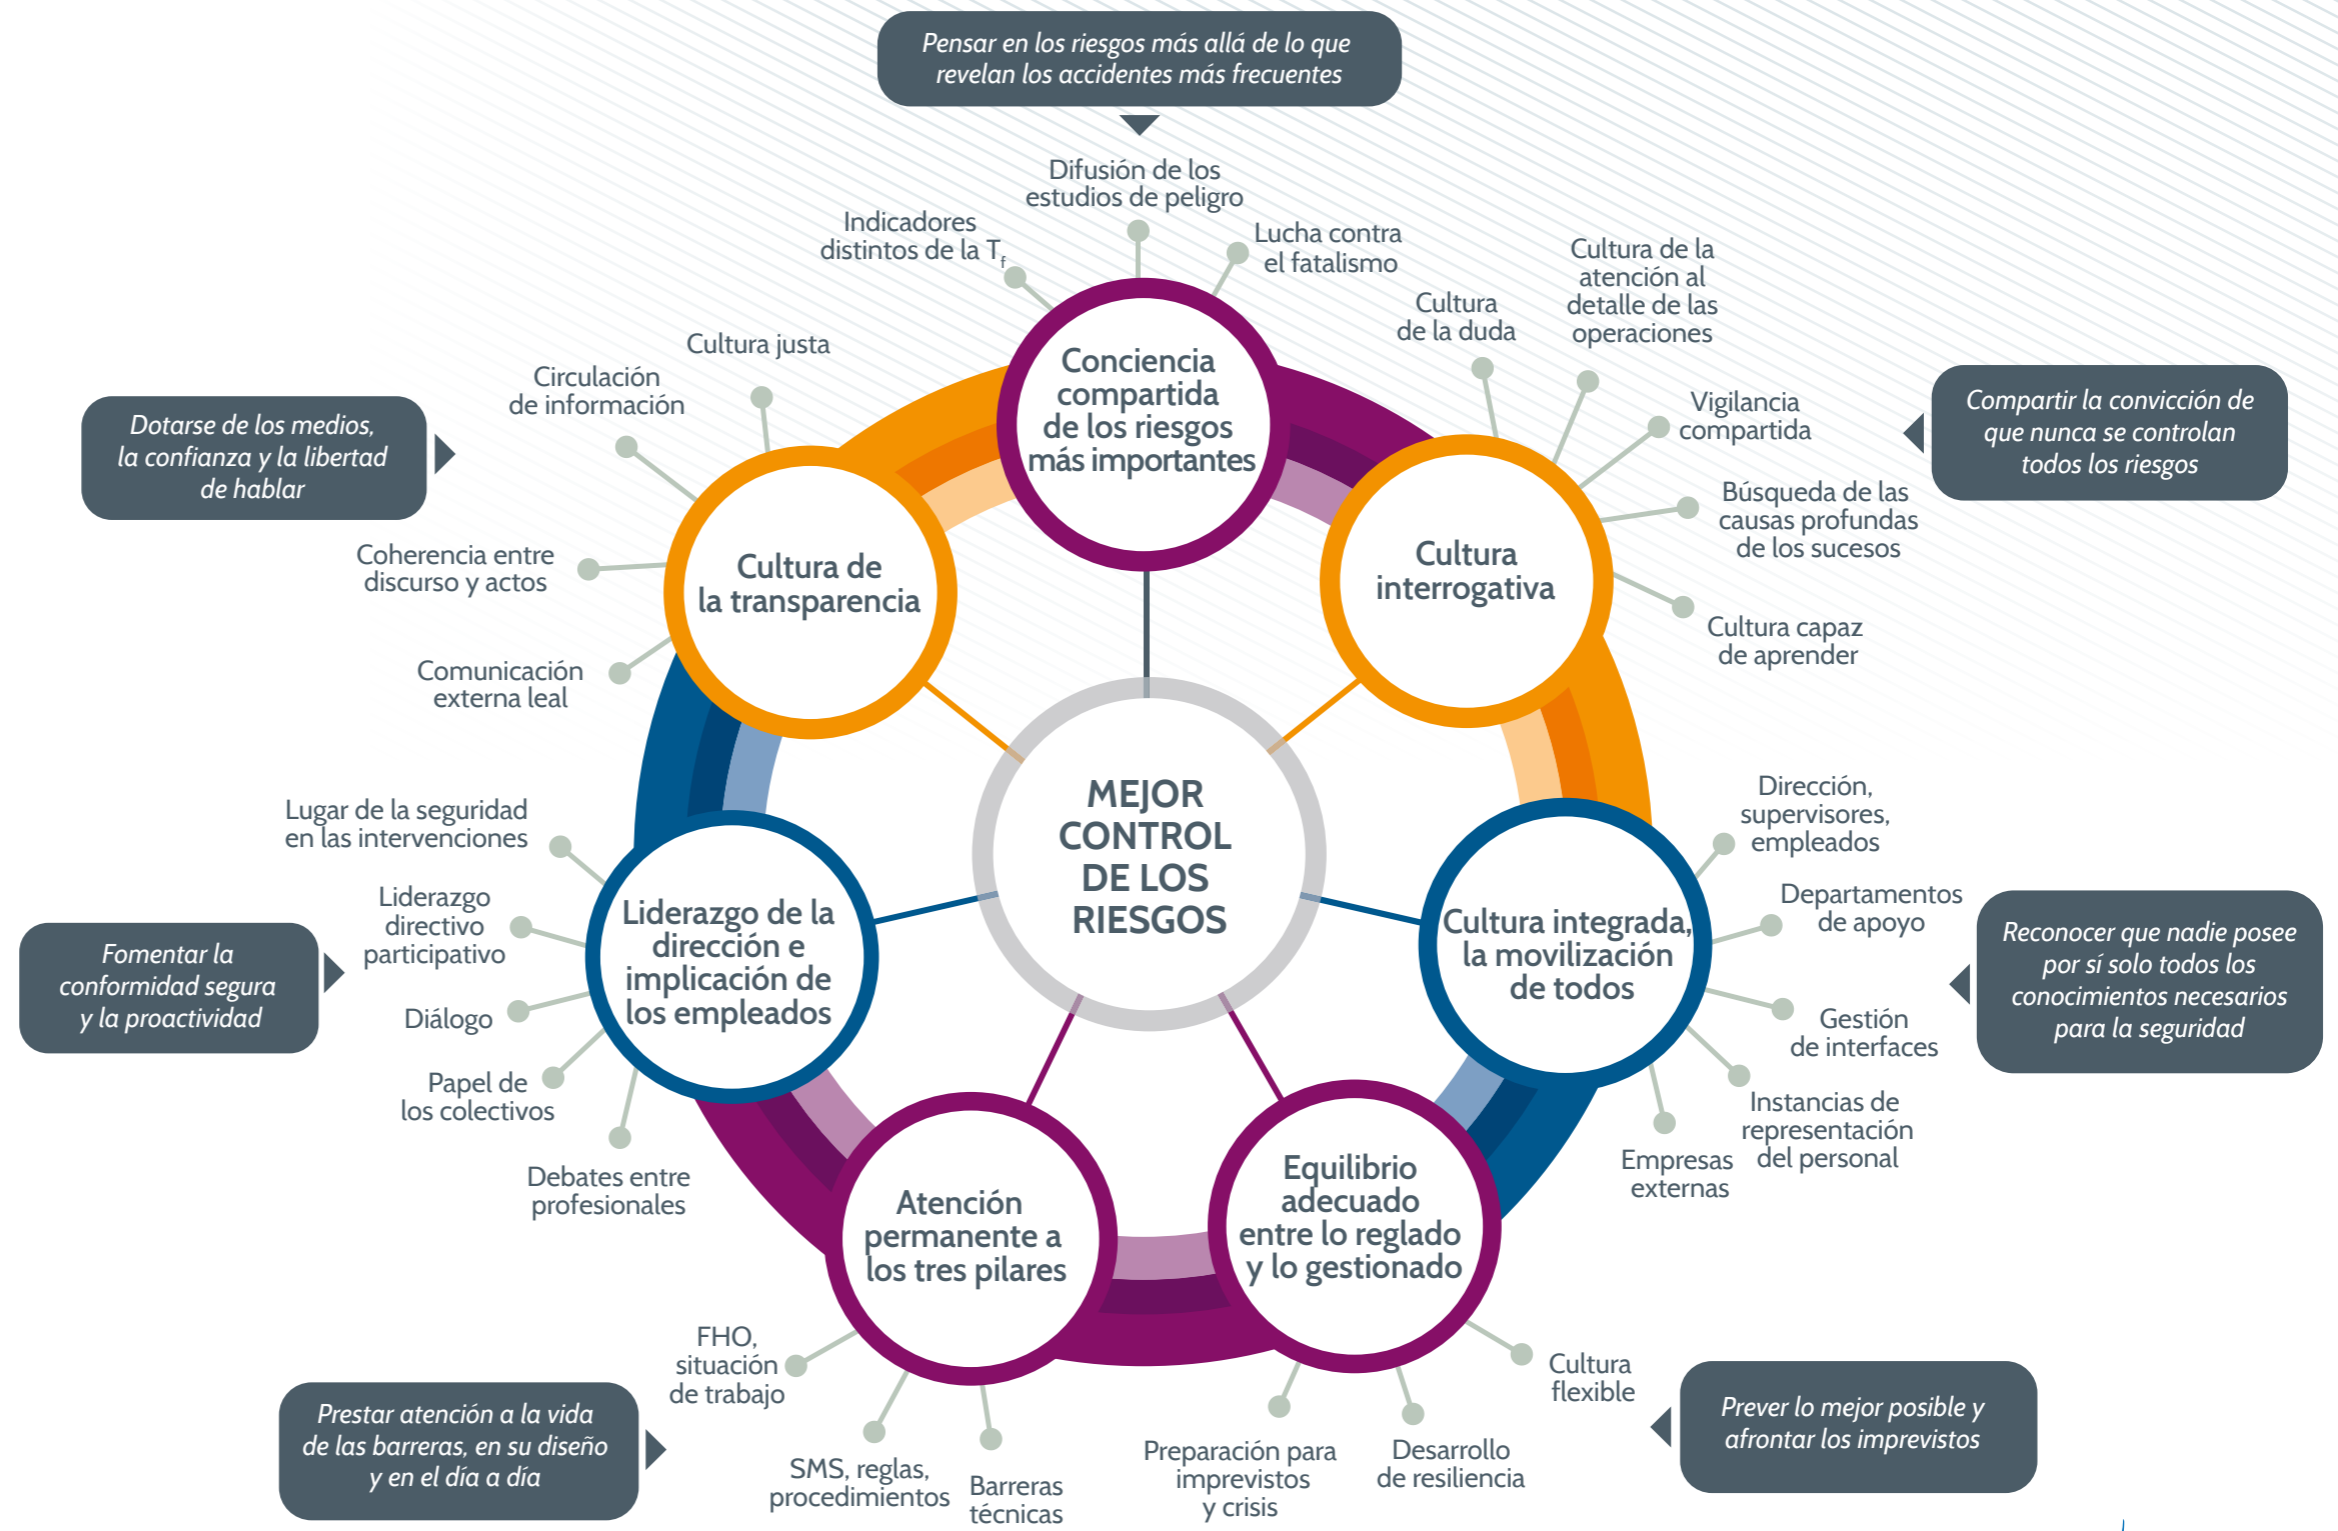 Pensar en los riesgos más allá de lo que
revelan los accidentes más frecuentes
Difusión de los
estudios de peligro
Indicadores
distintos de la Tf
Lucha contra
el fatalismo
Conciencia
compartida
de los riesgos
más importantes
Cultura
de la duda
Cultura de la
atención al
detalle de las
operaciones
Vigilancia
compartida
Búsqueda de las
causas profundas
de los sucesos
Cultura capaz
de aprender
Cultura
interrogativa
Compartir la convicción de
que nunca se controlan
todos los riesgos
Dirección,
supervisores,
empleados
Departamentos
de apoyo
Gestión
de interfaces
Instancias de
representación
del personal
Empresas
externas
Cultura integrada,
la movilización
de todos
Reconocer que nadie posee
por sí solo todos los
conocimientos necesarios
para la seguridad
Equilibrio
adecuado
entre lo reglado
y lo gestionado
Cultura
flexible
Desarrollo
de resiliencia
Preparación para
imprevistos
y crisis
Prever lo mejor posible y
afrontar los imprevistos
Atención
permanente a
los tres pilares
Barreras
técnicas
SMS, reglas,
procedimientos
FHO,
situación
de trabajo
Prestar atención a la vida
de las barreras, en su diseño
y en el día a día
Liderazgo de la
dirección e
implicación de
los empleados
Debates entre
profesionales
Papel de
los colectivos
Diálogo
Liderazgo
directivo
participativo
Lugar de la seguridad
en las intervenciones
Fomentar la
conformidad segura
y la proactividad
Cultura de
la transparencia
Comunicación
externa leal
Coherencia entre
discurso y actos
Circulación
de información
Cultura justa
Dotarse de los medios,
la confianza y la libertad
de hablar
MEJOR
CONTROL
DE LOS
RIESGOS